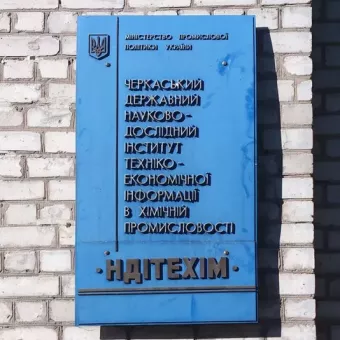 МІНІСТЕРСТВО ПРОМИСЛОВОЇ
ПОЛІТИКИ УКРАЇНИ
ЧЕРКАСЬКИЙ
ДЕРЖАВНИЙ
НАУКОВО-
ДОСЛІДНИЙ
ІНСТИТУТ
ТЕХНІКО-
ЕКОНОМІЧНОЇ
ІНФОРМАЦІЇ
В ХІМІЧНІЙ
ПРОМИСЛОВОСТІ
·НДІТЕХІМ·